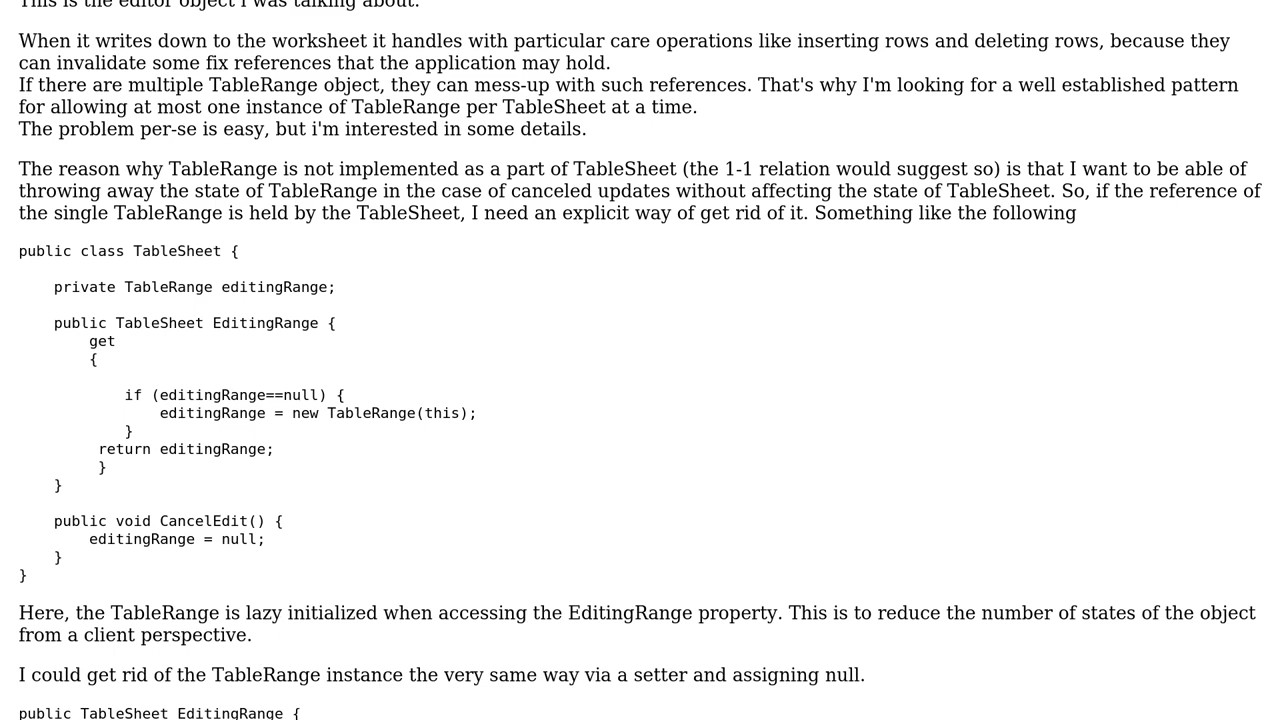 This is the editor object I was talking about.
When it writes down to the worksheet it handles with particular care operations like inserting rows and deleting rows, because they
can invalidate some fix references that the application may hold.
If there are multiple TableRange object, they can mess-up with such references. That's why I'm looking for a well established pattern
for allowing at most one instance of TableRange per TableSheet at a time.
The problem per-se is easy, but i'm interested in some details.
The reason why TableRange is not implemented as a part of TableSheet (the 1-1 relation would suggest so) is that I want to be able of
throwing away the state of TableRange in the case of canceled updates without affecting the state of TableSheet. So, if the reference of
the single TableRange is held by the TableSheet, I need an explicit way of get rid of it. Something like the following
public class TableSheet {
    private TableRange editingRange;
    public TableSheet EditingRange {
        get
        {
            if (editingRange==null) {
                editingRange = new TableRange(this);
            }
         return editingRange;
         }
    }
    public void CancelEdit() {
        editingRange = null;
    }
}
Here, the TableRange is lazy initialized when accessing the EditingRange property. This is to reduce the number of states of the object
from a client perspective.
I could get rid of the TableRange instance the very same way via a setter and assigning null.
public TableSheet EditingRange {